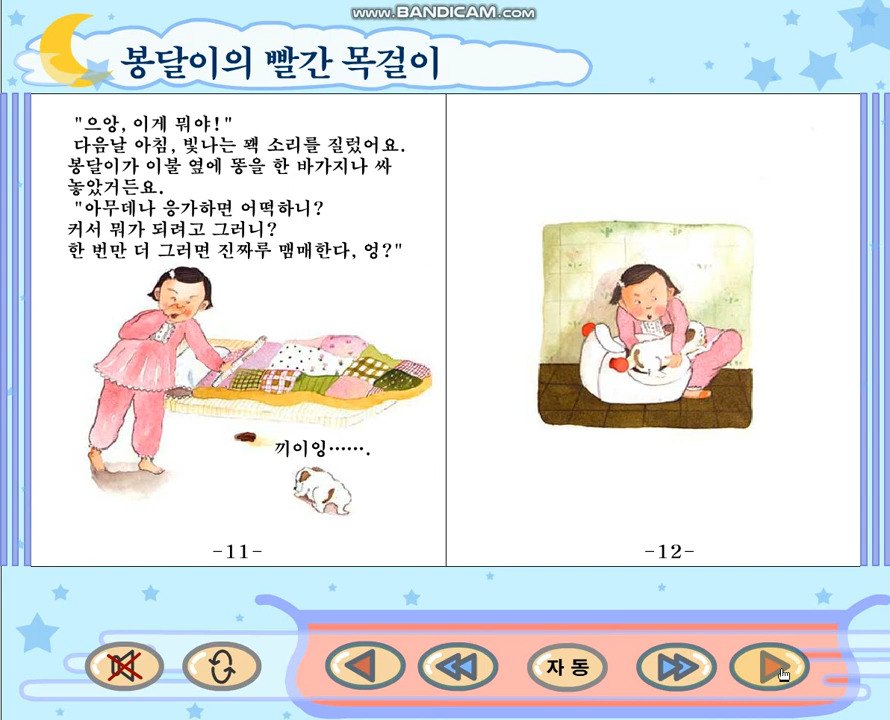 www.BANDICAM.com
봉달이의 빨간 목걸이
"으앙, 이게 뭐야!"
다음날 아침, 빛나는 꽥 소리를 질렀어요.
봉달이가 이불 옆에 똥을 한 바가지나 싸
놓았거든요.
"아무데나 응가하면 어떡하니?
커서 뭐가 되려고 그러니?
한 번만 더 그러면 진짜루 맴매한다, 엉?"
끼이잉…….
-11-
-12-
자동